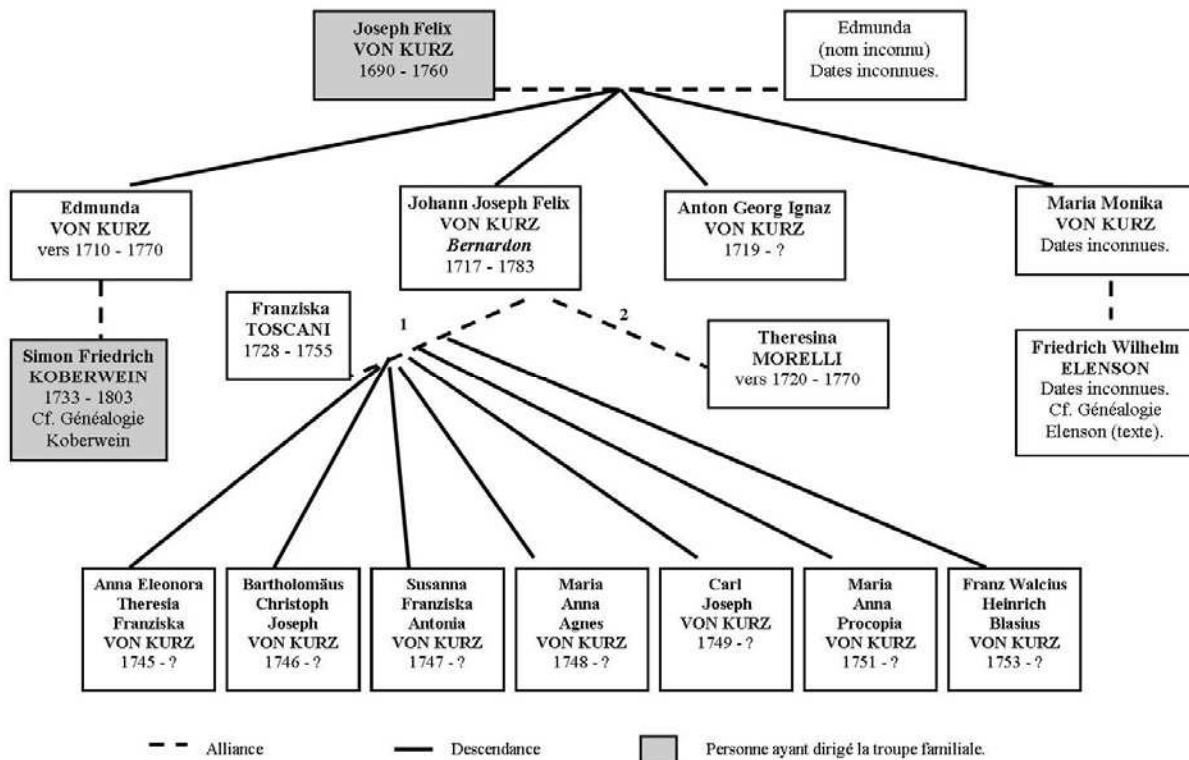 Joseph Felix
VON KURZ
1690 - 1760
Edmunda
(nom inconnu)
Dates inconnues.
Edmunda
VON KURZ
vers 1710 - 1770
Johann Joseph Felix
VON KURZ
Bernardon
1717 - 1783
Anton Georg Ignaz
VON KURZ
1719 - ?
Maria Monika
VON KURZ
Dates inconnues.
Simon Friedrich
KOBERWEIN
1733 - 1803
Cf. Généalogie
Koberwein
Franziska
TOSCANI
1728 - 1755
1
2
Theresina
MORELLI
vers 1720 - 1770
Friedrich Wilhelm
ELENSON
Dates inconnues.
Cf. Généalogie
Elenson (texte).
Anna Eleonora
Theresia
Franziska
VON KURZ
1745 - ?
Bartholomäus
Christoph
Joseph
VON KURZ
1746 - ?
Susanna
Franziska
Antonia
VON KURZ
1747 - ?
Maria
Anna
Agnes
VON KURZ
1748 - ?
Carl
Joseph
VON KURZ
1749 - ?
Maria
Anna
Procopia
VON KURZ
1751 - ?
Franz Walcius
Heinrich
Blasius
VON KURZ
1753 - ?
Alliance
Descendance
Personne ayant dirigé la troupe familiale.